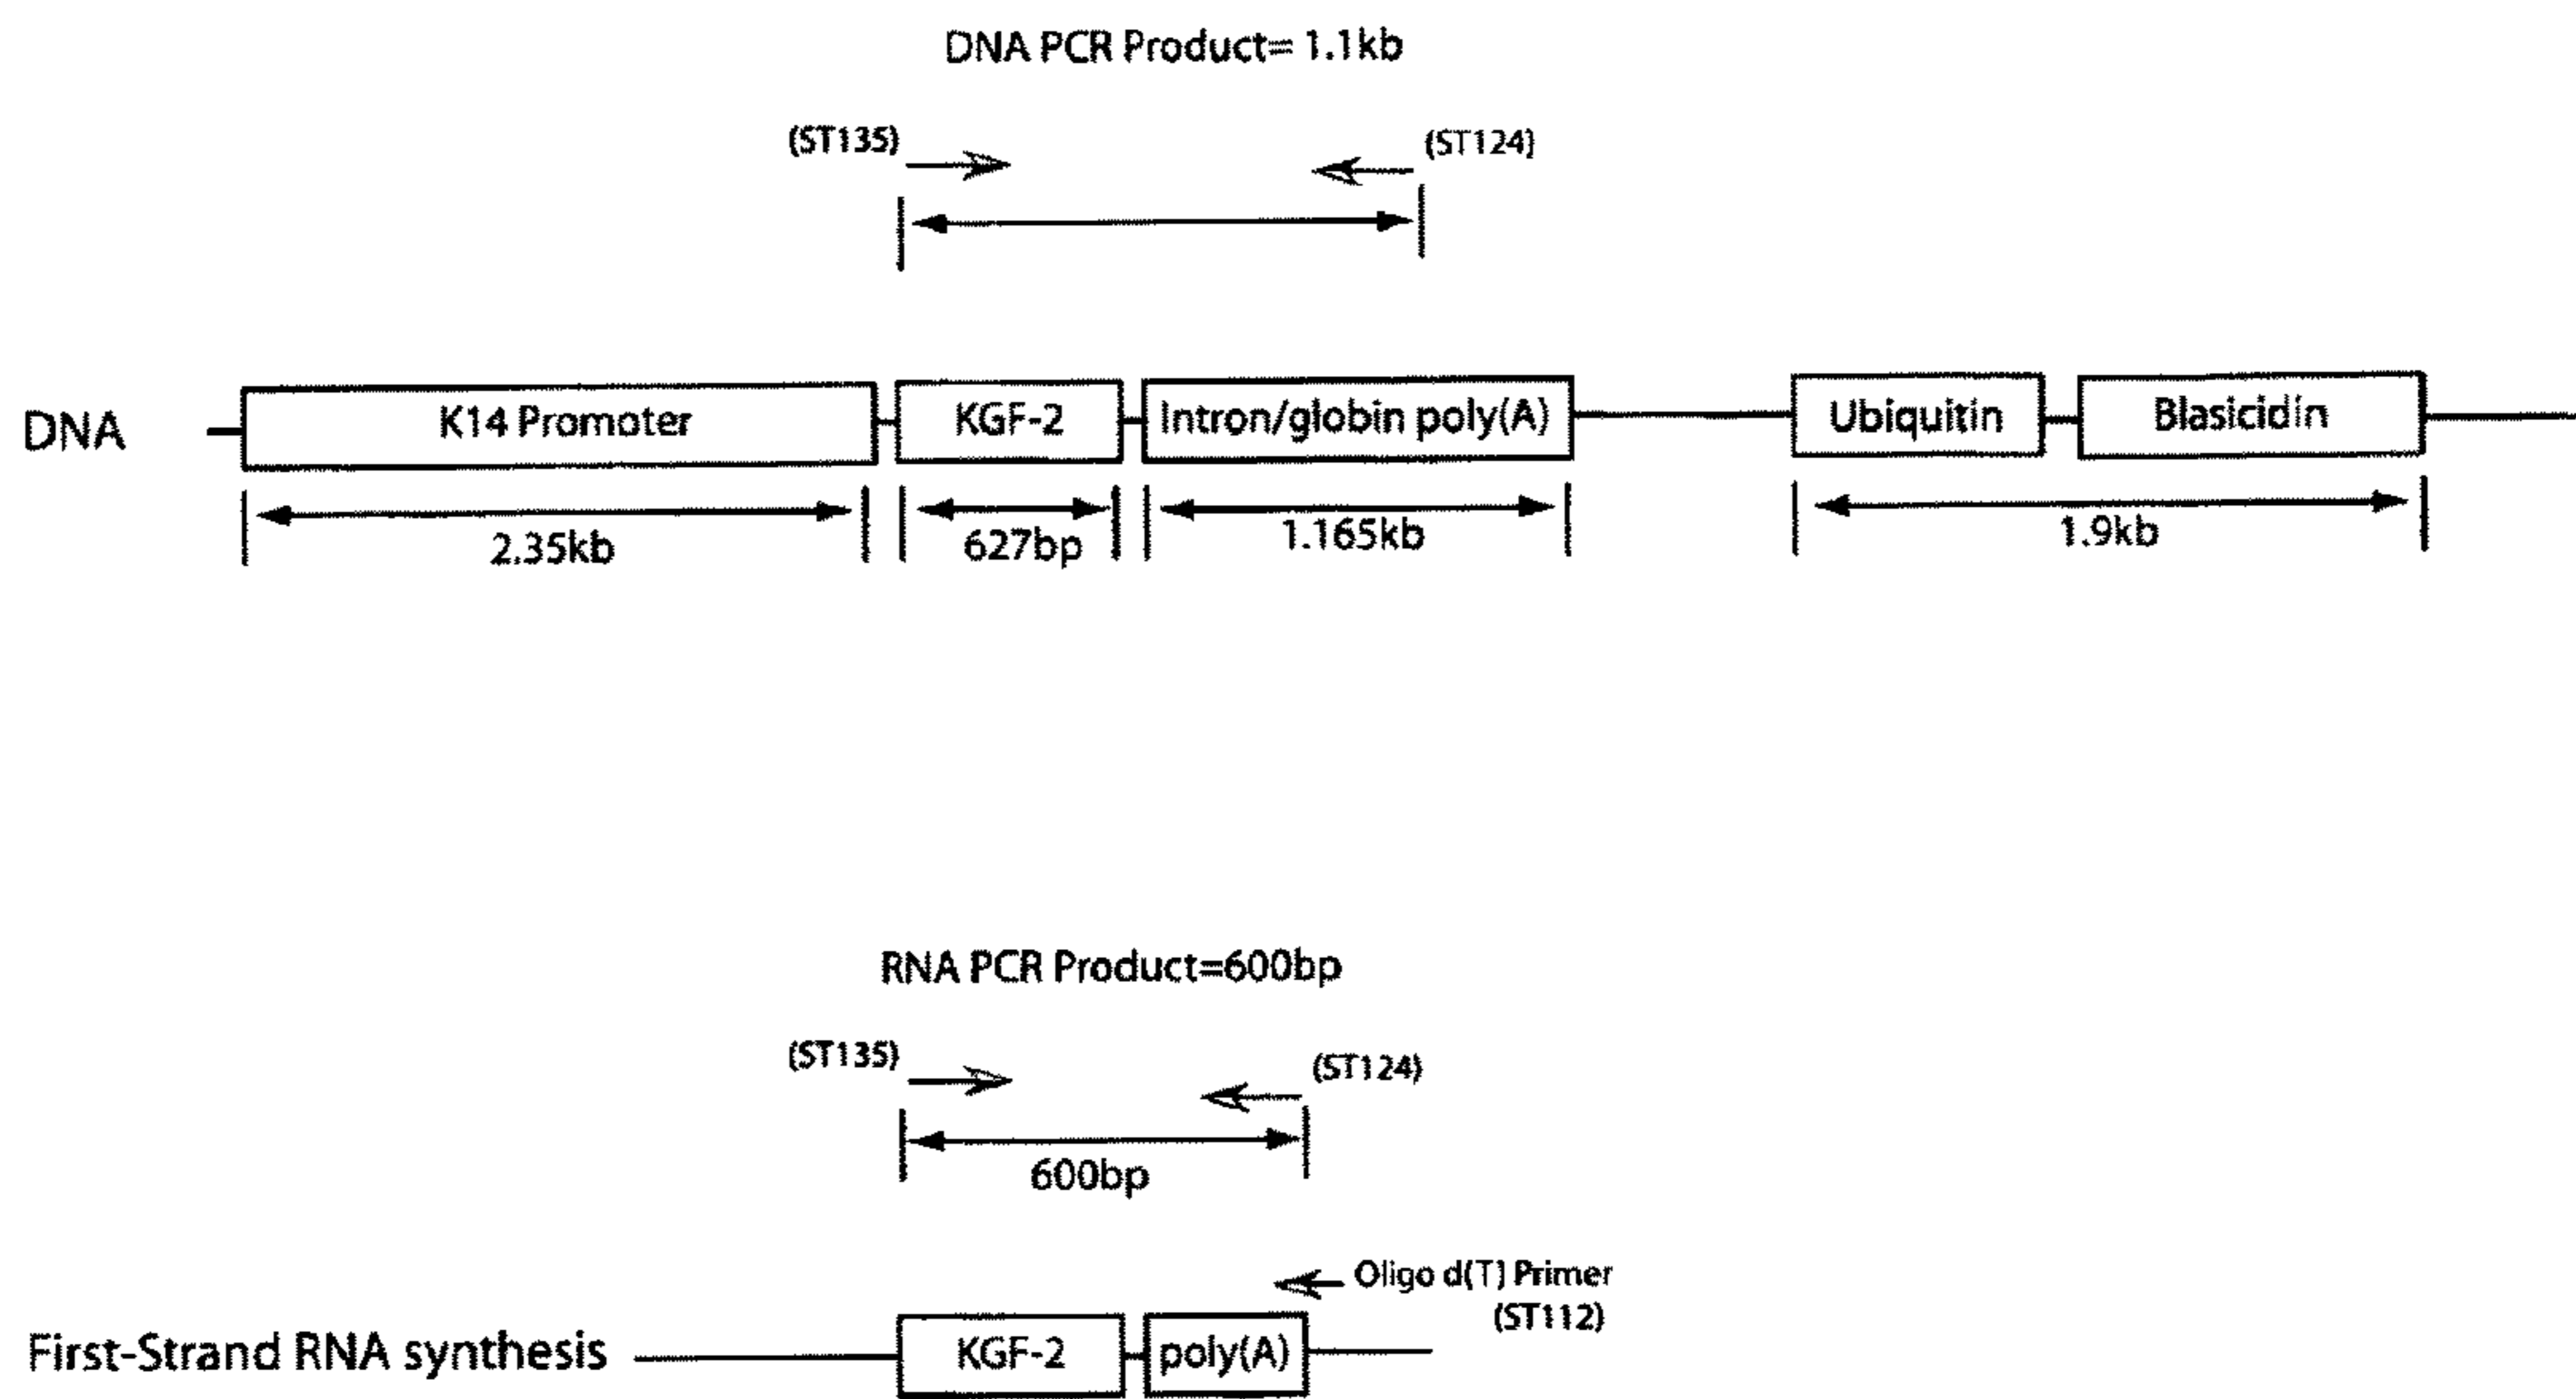 DNA PCR Product= 1.1kb
(ST135)
(ST124)
DNA
K14 Promoter
KGF-2
Intron/globin poly(A)
Ubiquitin
Blasicidin
2.35kb
627bp
1.165kb
1.9kb
RNA PCR Product=600bp
(ST135)
(ST124)
600bp
Oligo d(T) Primer
(ST112)
First-Strand RNA synthesis
KGF-2
poly(A)